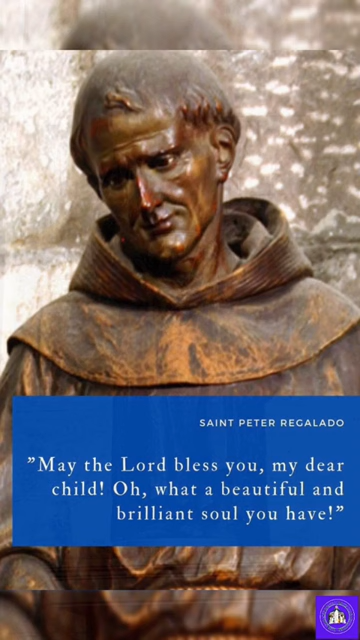 SAINT PETER REGALADO
”May the Lord bless you, my dear
child! Oh, what a beautiful and
brilliant soul you have!”